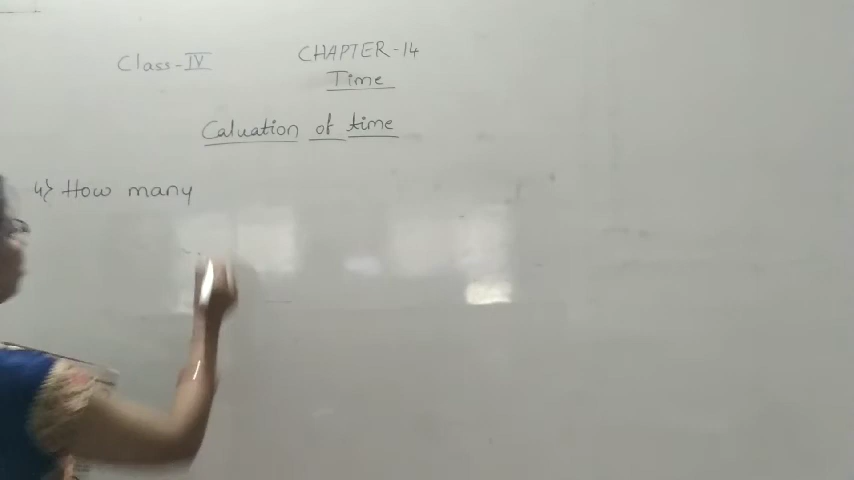 Class-IV CHAPTER-14
Time
Caluation of time
4) How many